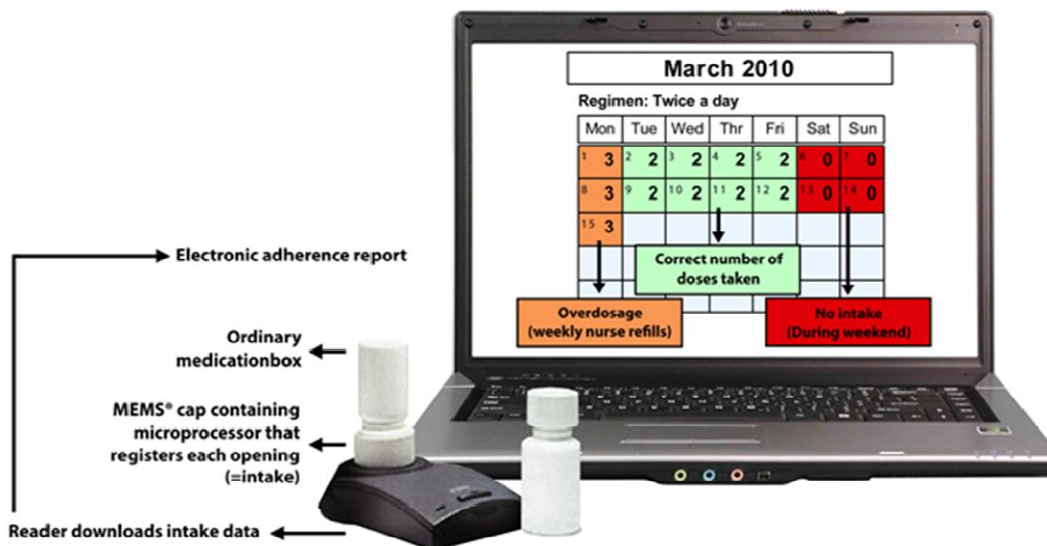 March 2010
Regimen: Twice a day
Mon Tue Wed Thr Fri Sat Sun
1 3 2 2 3 2 4 2 5 2 6 0 7 0
8 3 9 2 10 2 11 2 12 2 13 0 14 0
15 3
Correct number of
doses taken
Overdosage
(weekly nurse refills)
No intake
(During weekend)
Electronic adherence report
Ordinary
medicationbox
MEMS® cap containing
microprocessor that
registers each opening
(=intake)
Reader downloads intake data